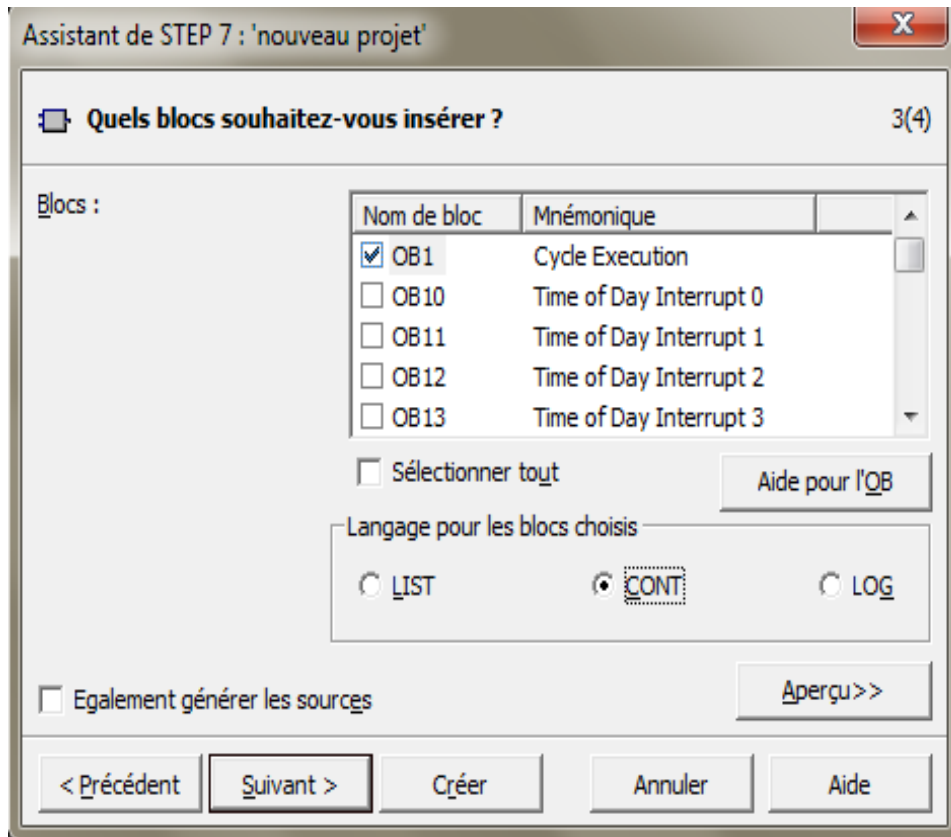 Assistant de STEP 7 : 'nouveau projet'
Quels blocs souhaitez-vous insérer ?
3(4)
Blocs :
Nom de bloc Mnémonique
OB1 Cycle Execution
OB10 Time of Day Interrupt 0
OB11 Time of Day Interrupt 1
OB12 Time of Day Interrupt 2
OB13 Time of Day Interrupt 3
Sélectionner tout
Aide pour l'OB
Langage pour les blocs choisis
LIST CONT LOG
Egalement générer les sources
Aperçu>>
< Précédent Suivant > Créer Annuler Aide